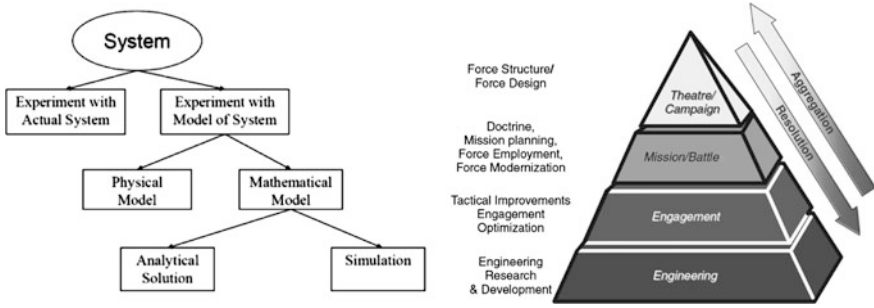 System
Experiment with
Actual System
Experiment with
Model of System
Physical
Model
Mathematical
Model
Analytical
Solution
Simulation
Force Structure/
Force Design
Theatre/
Campaign
Doctrine,
Mission planning,
Force Employment,
Force Modernization
Mission/Battle
Tactical Improvements
Engagement
Optimization
Engagement
Engineering
Research
& Development
Engineering
Aggregation
Resolution